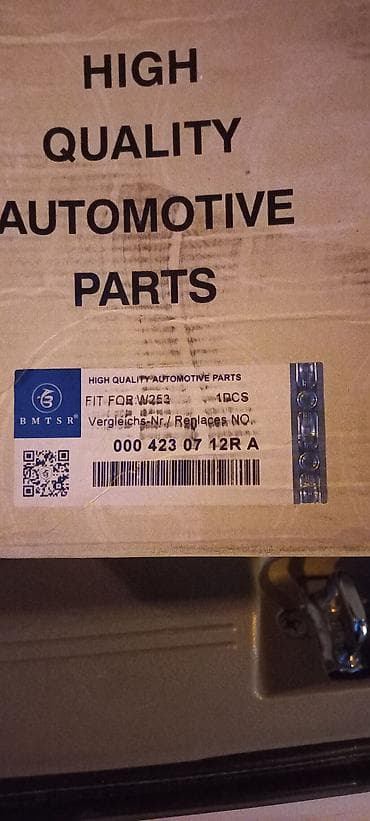 HIGH
QUALITY
AUTOMOTIVE
PARTS
HIGH QUALITY AUTOMOTIVE PARTS
FIT FOR:W253 1PCS
BMTSR®
Vergleichs-Nr./ Replaces NO.
000 423 07 12R A